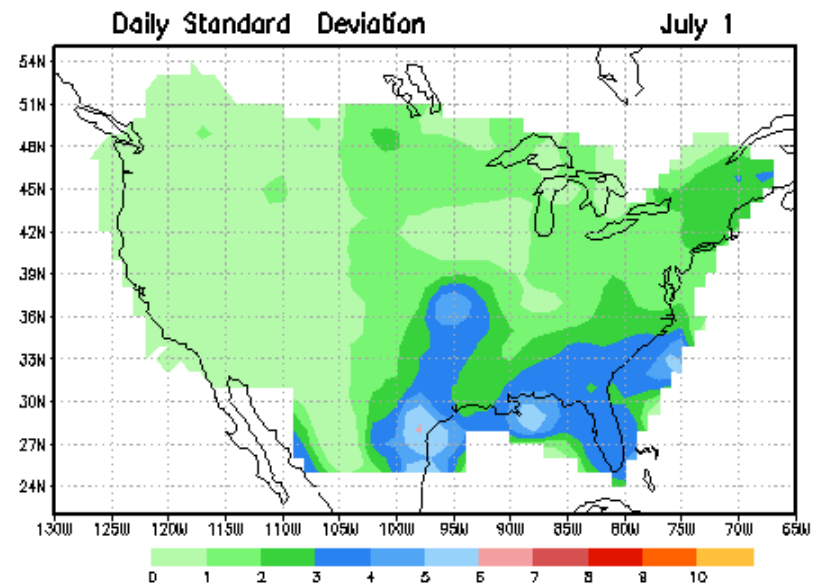 Daily Standard Deviation July 1
54N
51N
48N
45N
42N
39N
36N
33N
30N
27N
24N
130W 125W 120W 115W 110W 105W 100W 95W 90W 85W 80W 75W 70W 65W
0 1 2 3 4 5 6 7 8 9 10